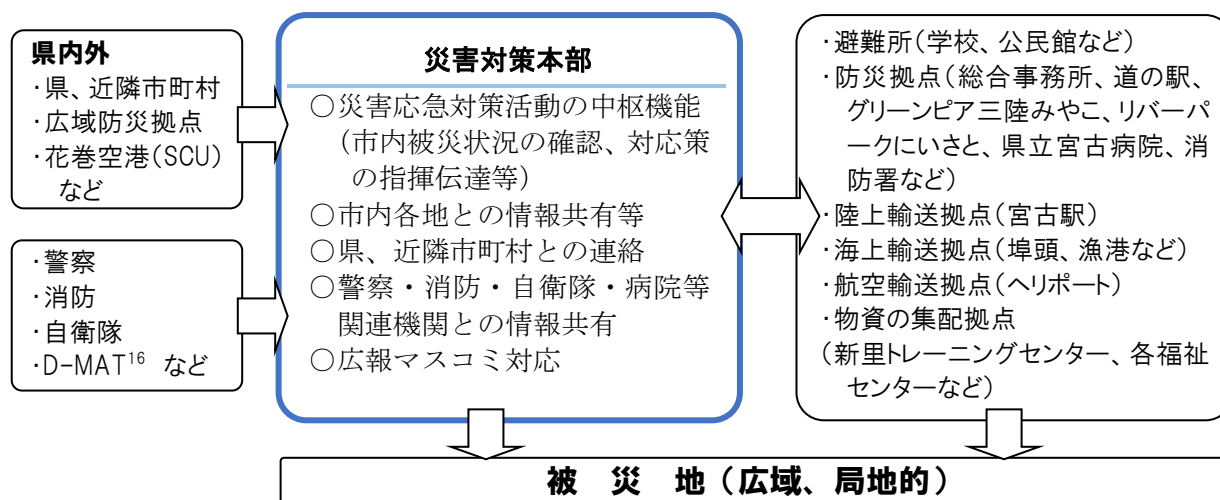 県内外
・県、近隣市町村
・広域防災拠点
・花巻空港(SCU)
など
・警察
・消防
・自衛隊
・D-MAT16 など
災害対策本部
○災害応急対策活動の中枢機能
(市内被災状況の確認、対応策
の指揮伝達等)
○市内各地との情報共有等
○県、近隣市町村との連絡
○警察・消防・自衛隊・病院等
関連機関との情報共有
○広報マスコミ対応
・避難所(学校、公民館など)
・防災拠点(総合事務所、道の駅、
グリーンピア三陸みやこ、リバーパ
ークにいさと、県立宮古病院、消
防署など)
・陸上輸送拠点(宮古駅)
・海上輸送拠点(埠頭、漁港など)
・航空輸送拠点(ヘリポート)
・物資の集配拠点
(新里トレーニングセンター、各福祉
センターなど)
被 災 地(広域、局地的)